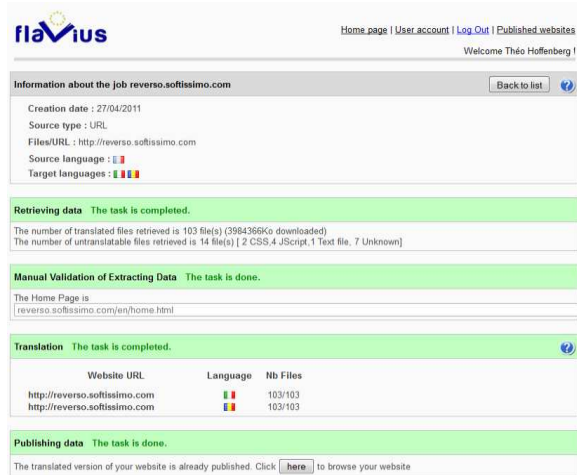 flavius
Home page | User account | Log Out | Published websites
Welcome Théo Hoffenberg !
Information about the job reverso.softissimo.com
Back to list
Creation date : 27/04/2011
Source type : URL
Files/URL : http://reverso.softissimo.com
Source language :
Target languages :
Retrieving data The task is completed.
The number of translated files retrieved is 103 file(s) (3984366Ko downloaded)
The number of untranslatable files retrieved is 14 file(s) [ 2 CSS,4 JScript,1 Text file, 7 Unknown]
Manual Validation of Extracting Data The task is done.
The Home Page is
reverso.softissimo.com/en/home.html
Translation The task is completed.
Website URL Language Nb Files
http://reverso.softissimo.com 103/103
http://reverso.softissimo.com 103/103
Publishing data The task is done.
The translated version of your website is already published. Click here to browse your website